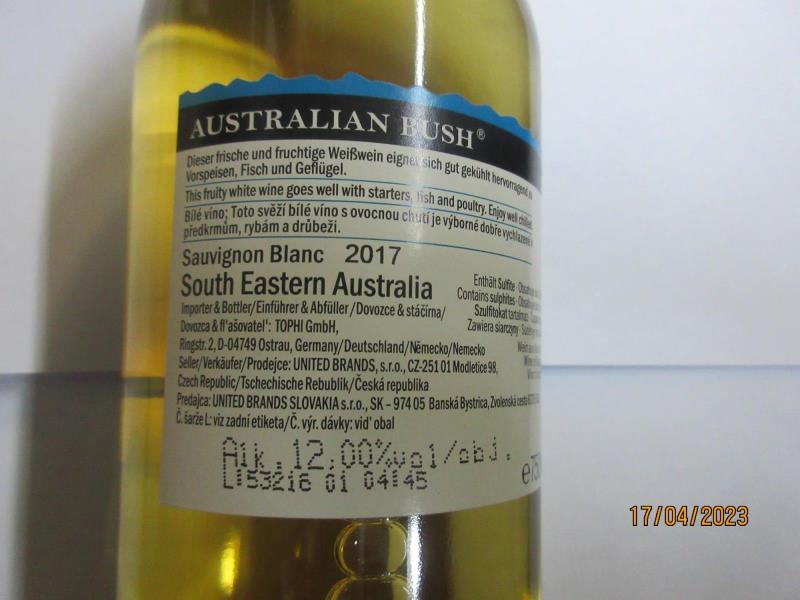 AUSTRALIAN BUSH®
Dieser frische und fruchtige Weißwein eignet sich gut gekühlt hervorragend zu
Vorspeisen, Fisch und Geflügel.
This fruity white wine goes well with starters, fish and poultry. Enjoy well chilled
Bílé víno; Toto svěží bílé víno s ovocnou chutí je výborné dobře vychlazené
předkrmům, rybám a drůbeži.
Sauvignon Blanc 2017
South Eastern Australia
Enthält Sulfite
Contains sulphites
Szulfitokat tartalmaz
Zawiera siarczyny
Importer & Bottler/Einführer & Abfüller/Dovozce & stáčírna/
Dovozca & fľašovateľ: TOPHI GmbH,
Ringstr. 2, D-04749 Ostrau, Germany/Deutschland/Německo/Nemecko
Seller/Verkäufer/Prodejce: UNITED BRANDS, s.r.o., CZ-251 01 Modletice 98,
Czech Republic/Tschechische Rebublik/Česká republika
Predajca: UNITED BRANDS SLOVAKIA s.r.o., SK - 974 05 Banská Bystrica, Zvolenská cesta
Č. šarže L: viz zadní etiketa/Č. výr. dávky: vid' obal
Alk. 12,00%vol/obj.
L:53216 01 04:45
e750
17/04/2023